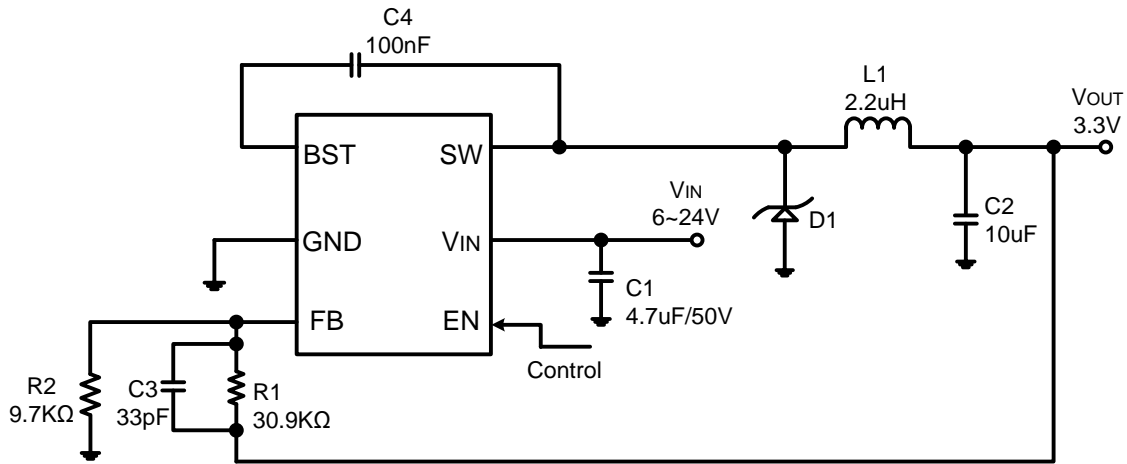 C4
100nF
L1
2.2uH
VOUT
3.3V
BST
SW
VIN
6~24V
D1
C2
10uF
GND
VIN
C1
4.7uF/50V
FB
EN
Control
R2
9.7KΩ
C3
33pF
R1
30.9KΩ